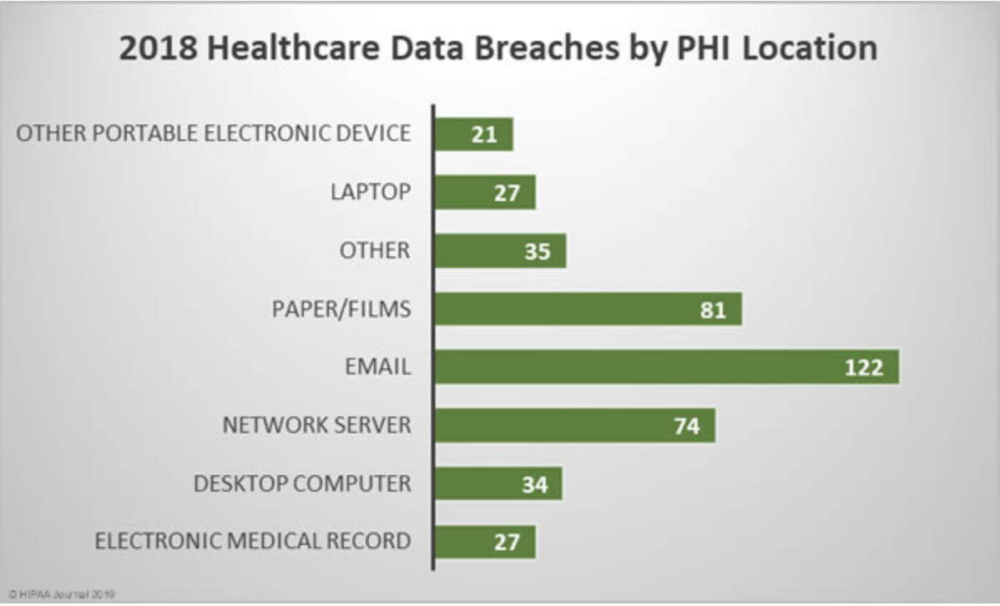 2018 Healthcare Data Breaches by PHI Location
OTHER PORTABLE ELECTRONIC DEVICE 21
LAPTOP 27
OTHER 35
PAPER/FILMS 81
EMAIL 122
NETWORK SERVER 74
DESKTOP COMPUTER 34
ELECTRONIC MEDICAL RECORD 27
© HIPAA Journal 2019